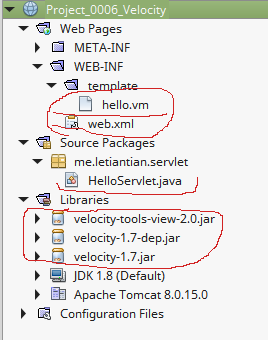 Project_0006_Velocity
Web Pages
META-INF
WEB-INF
template
hello.vm
web.xml
Source Packages
me.letiantian.servlet
HelloServlet.java
Libraries
velocity-tools-view-2.0.jar
velocity-1.7-dep.jar
velocity-1.7.jar
JDK 1.8 (Default)
Apache Tomcat 8.0.15.0
Configuration Files